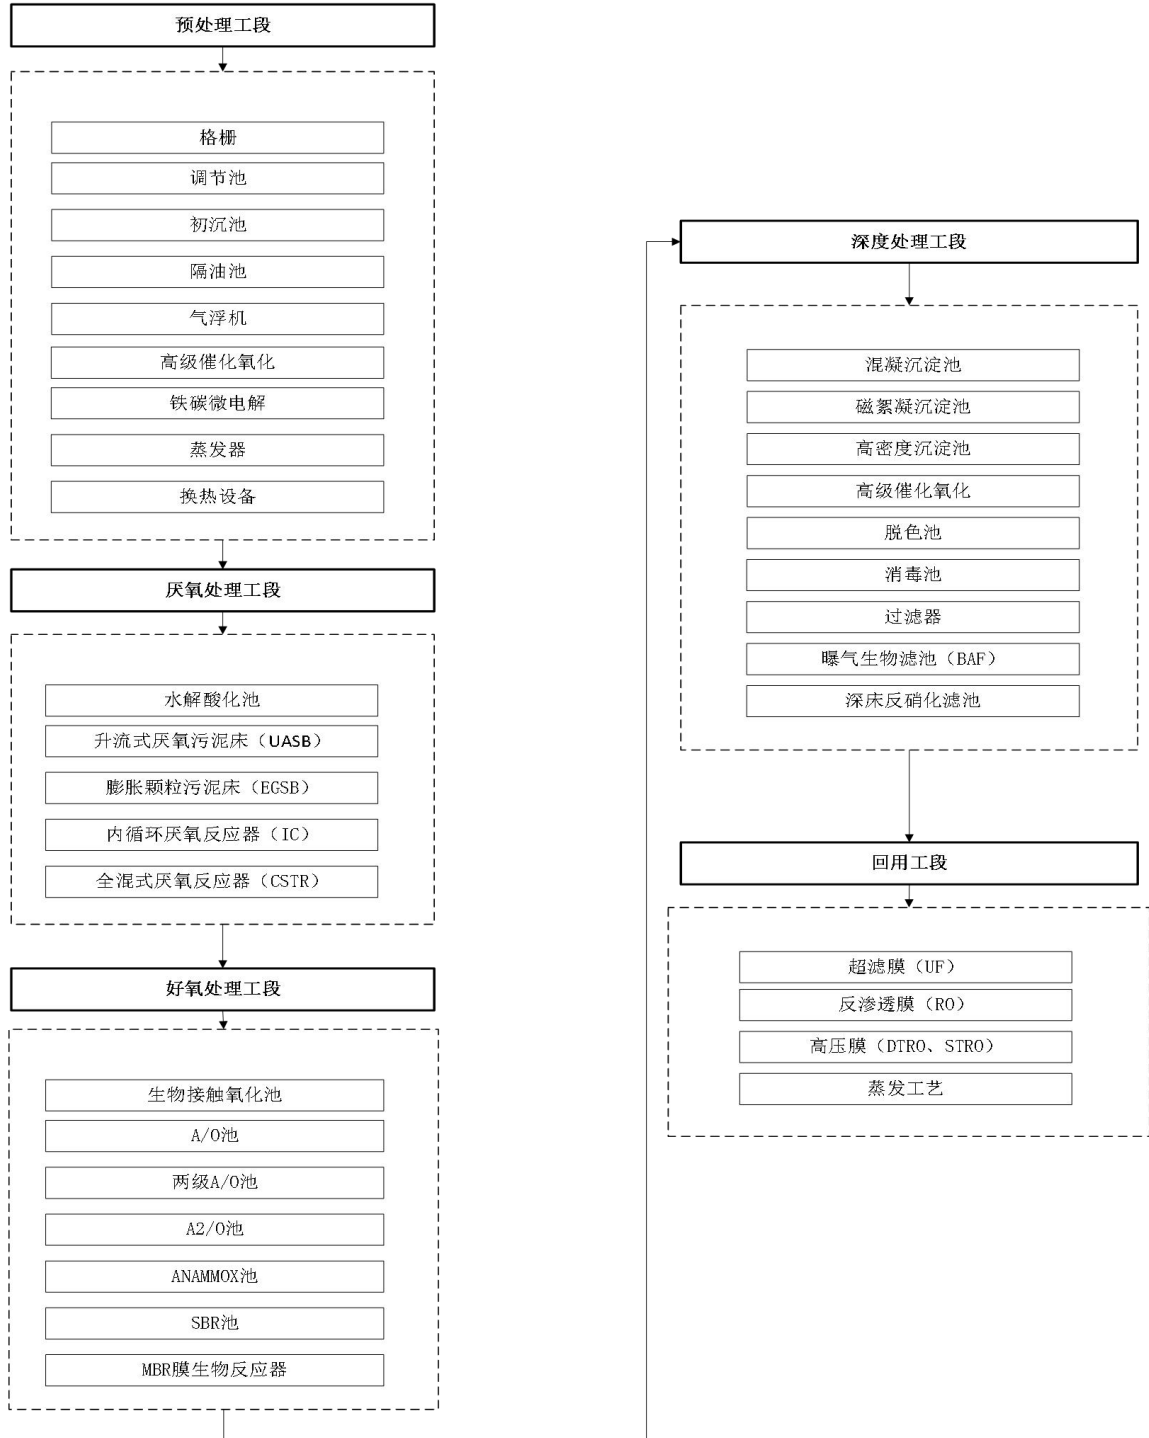 预处理工段
格栅
调节池
初沉池
隔油池
气浮机
高级催化氧化
铁碳微电解
蒸发器
换热设备
厌氧处理工段
水解酸化池
升流式厌氧污泥床（UASB）
膨胀颗粒污泥床（EGSB）
内循环厌氧反应器（IC）
全混式厌氧反应器（CSTR）
好氧处理工段
生物接触氧化池
A/O池
两级A/O池
A2/O池
ANAMMOX池
SBR池
MBR膜生物反应器
深度处理工段
混凝沉淀池
磁絮凝沉淀池
高密度沉淀池
高级催化氧化
脱色池
消毒池
过滤器
曝气生物滤池（BAF）
深床反硝化滤池
回用工段
超滤膜（UF）
反渗透膜（RO）
高压膜（DTRO、STRO）
蒸发工艺